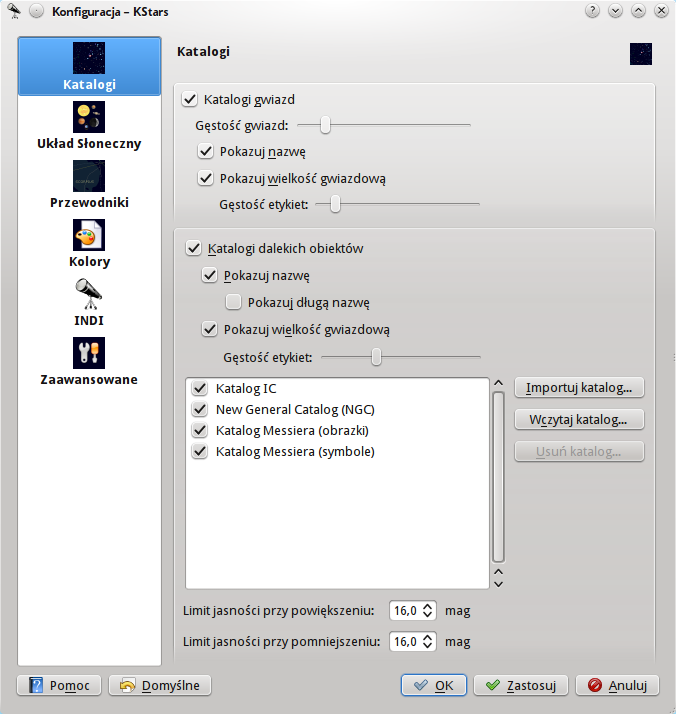 Konfiguracja – KStars
Katalogi
Układ Słoneczny
Przewodniki
Kolory
INDI
Zaawansowane
Katalogi
Katalogi gwiazd
Gęstość gwiazd:
Pokazuj nazwę
Pokazuj wielkość gwiazdową
Gęstość etykiet:
Katalogi dalekich obiektów
Pokazuj nazwę
Pokazuj długą nazwę
Pokazuj wielkość gwiazdową
Gęstość etykiet:
Katalog IC
New General Catalog (NGC)
Katalog Messiera (obrazki)
Katalog Messiera (symbole)
Importuj katalog...
Wczytaj katalog...
Usuń katalog...
Limit jasności przy powiększeniu: 16,0 mag
Limit jasności przy pomniejszeniu: 16,0 mag
Pomoc Domyślne OK Zastosuj Anuluj